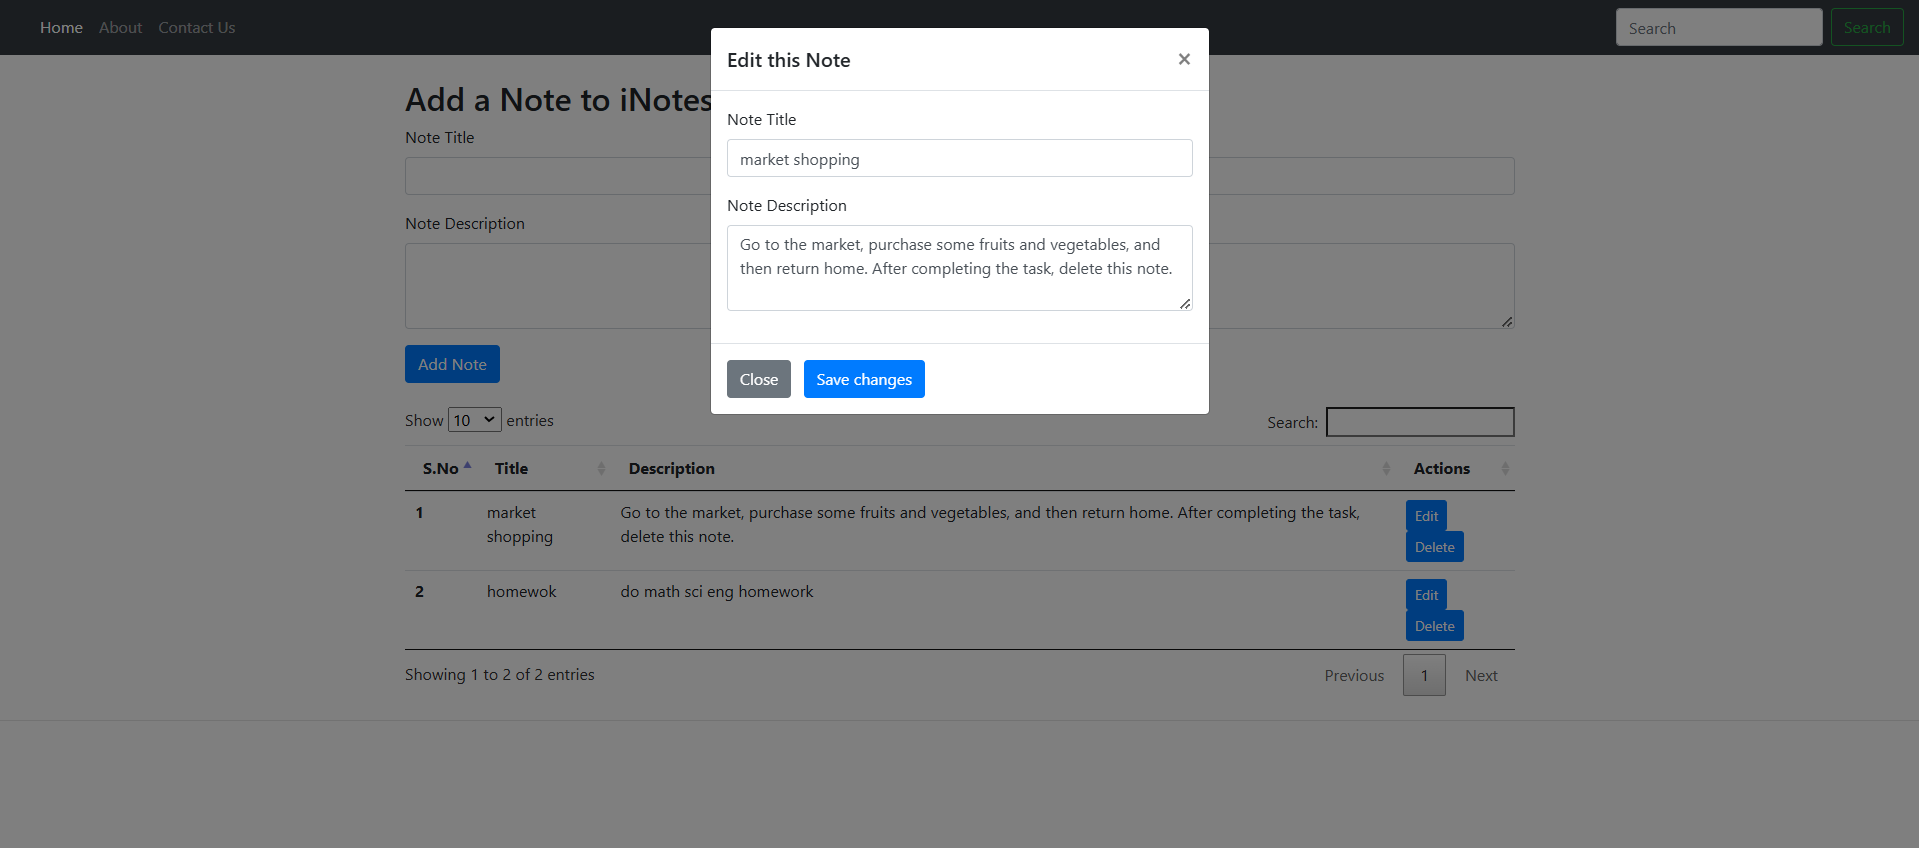 Home About Contact Us Search Search
Edit this Note ×
Note Title
market shopping
Note Description
Go to the market, purchase some fruits and vegetables, and
then return home. After completing the task, delete this note.
Close Save changes
Add a Note to iNotes
Note Title
Note Description
Add Note
Show 10 entries Search:
S.No Title Description Actions
1 market Go to the market, purchase some fruits and vegetables, and then return home. After completing the task, Edit
shopping delete this note. Delete
2 homewok do math sci eng homework Edit
Delete
Showing 1 to 2 of 2 entries Previous 1 Next